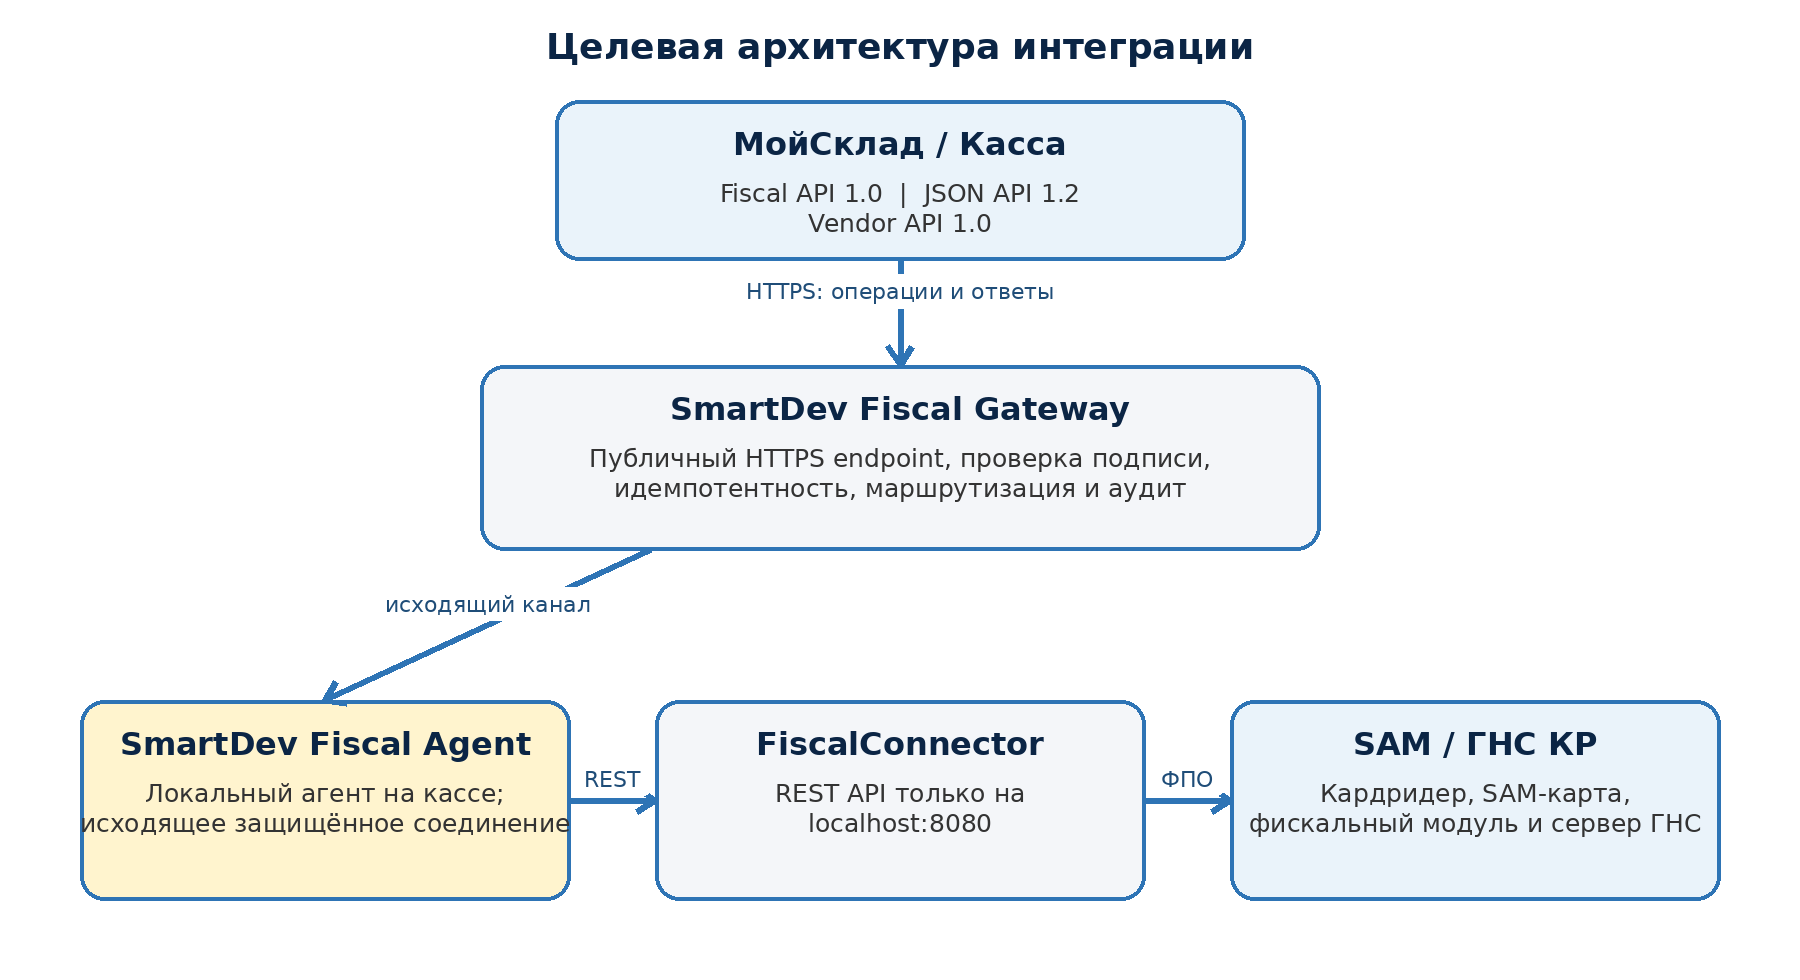 Целевая архитектура интеграции
МойСклад / Касса
Fiscal API 1.0 | JSON API 1.2
Vendor API 1.0
HTTPS: операции и ответы
SmartDev Fiscal Gateway
Публичный HTTPS endpoint, проверка подписи,
идемпотентность, маршрутизация и аудит
исходящий канал
SmartDev Fiscal Agent
Локальный агент на кассе;
исходящее защищённое соединение
REST
FiscalConnector
REST API только на
localhost:8080
ФПО
SAM / ГНС КР
Кардридер, SAM-карта,
фискальный модуль и сервер ГНС